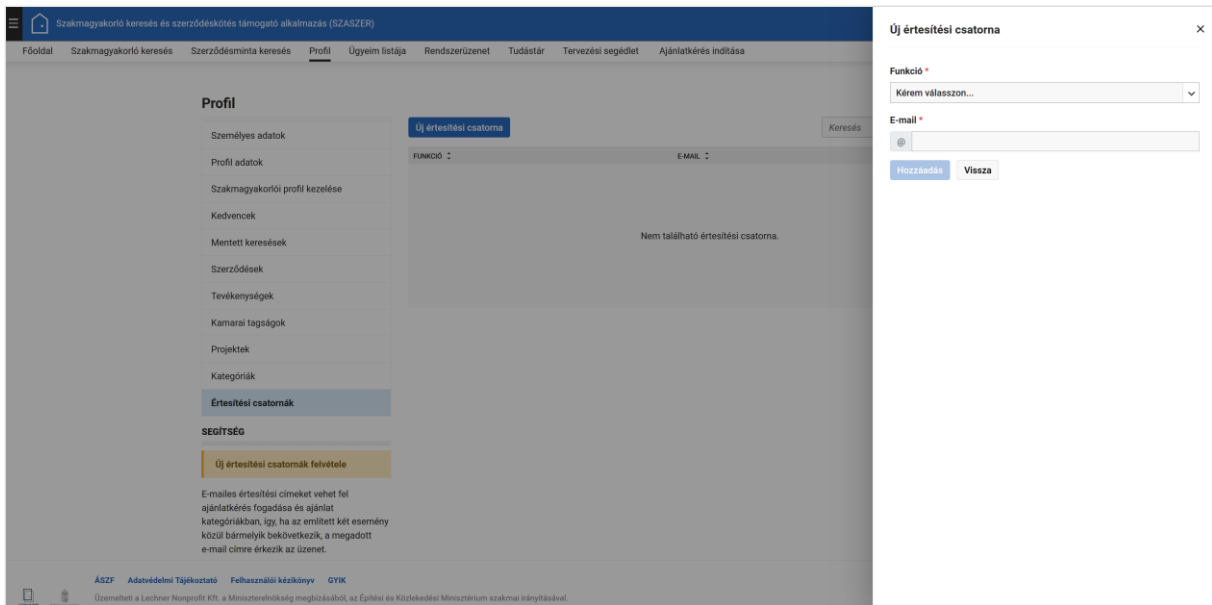 Szakmagyakorló keresés és szerződéskötés támogató alkalmazás (SZASZER)
Főoldal Szakmagyakorló keresés Szerződésminta keresés Profil Ügyeim listája Rendszerüzenet Tudástár Tervezési segédlet Ajánlatkérés indítása
Profil
Személyes adatok
Profil adatok
Szakmagyakorlói profil kezelése
Kedvencek
Mentett keresések
Szerződések
Tevékenységek
Kamarai tagságok
Projektek
Kategóriák
Értesítési csatornák
SEGÍTSÉG
Új értesítési csatornák felvétele
E-mailes értesítési címeket vehet fel
ajánlatkérés fogadása és ajánlat
kategóriákban, így, ha az említett két esemény
közül bármelyik bekövetkezik, a megadott
e-mail címre érkezik az üzenet.
Új értesítési csatorna
Keresés
FUNKCIÓ E-MAIL
Nem található értesítési csatorna.
ÁSZF Adatvédelmi Tájékoztató Felhasználói kézikönyv GYIK
Üzemelteti a Lechner Nonprofit Kft. a Miniszterelnökség megbízásából, az Építési és Közlekedési Minisztérium szakmai irányításával.
Új értesítési csatorna
Funkció *
Kérem válasszon...
E-mail *
@
Hozzáadás Vissza